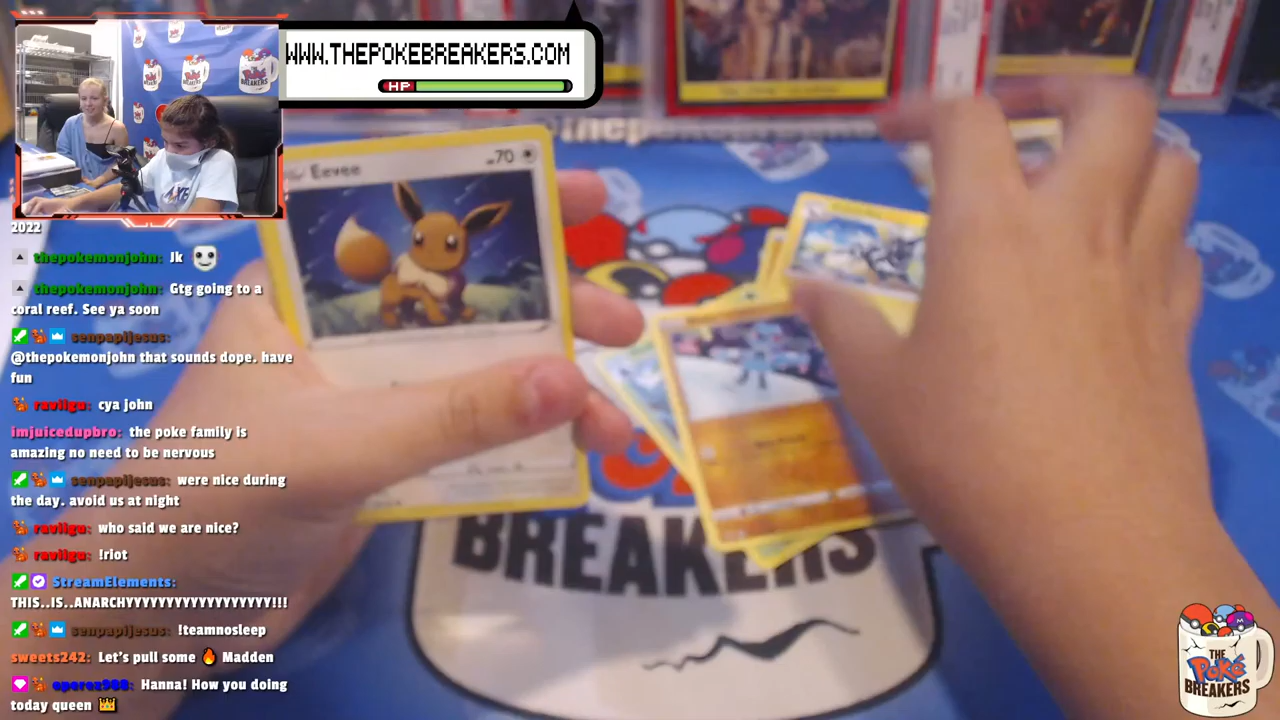 WWW.THEPOKEBREAKERS.COM
HP
Eevee
70
2022
thepokemonjohn: Jk
thepokemonjohn: Gtg going to a
coral reef. See ya soon
senpapijesus:
@thepokemonjohn that sounds dope. have
fun
raviigu: cya john
imjuicedupbro: the poke family is
amazing no need to be nervous
senpapijesus: were nice during
the day. avoid us at night
raviigu: who said we are nice?
raviigu: !riot
StreamElements:
THIS..IS..ANARCHYYYYYYYYYYYYYYYYY!!!
senpapijesus: !teamnosleep
sweets242: Let's pull some Madden
Hanna! How you doing
today queen
BREAKERS
THE
POKÉ
BREAKERS